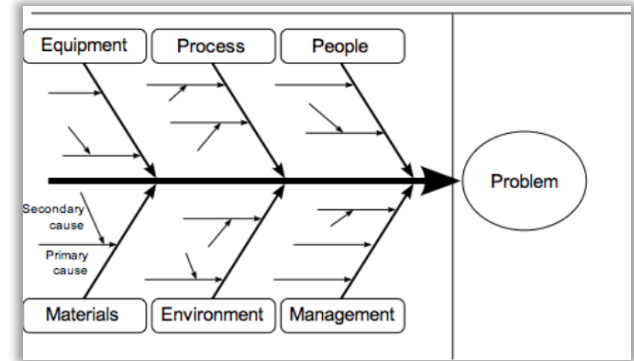 Equipment
Process
People
Problem
Secondary
cause
Primary
cause
Materials
Environment
Management